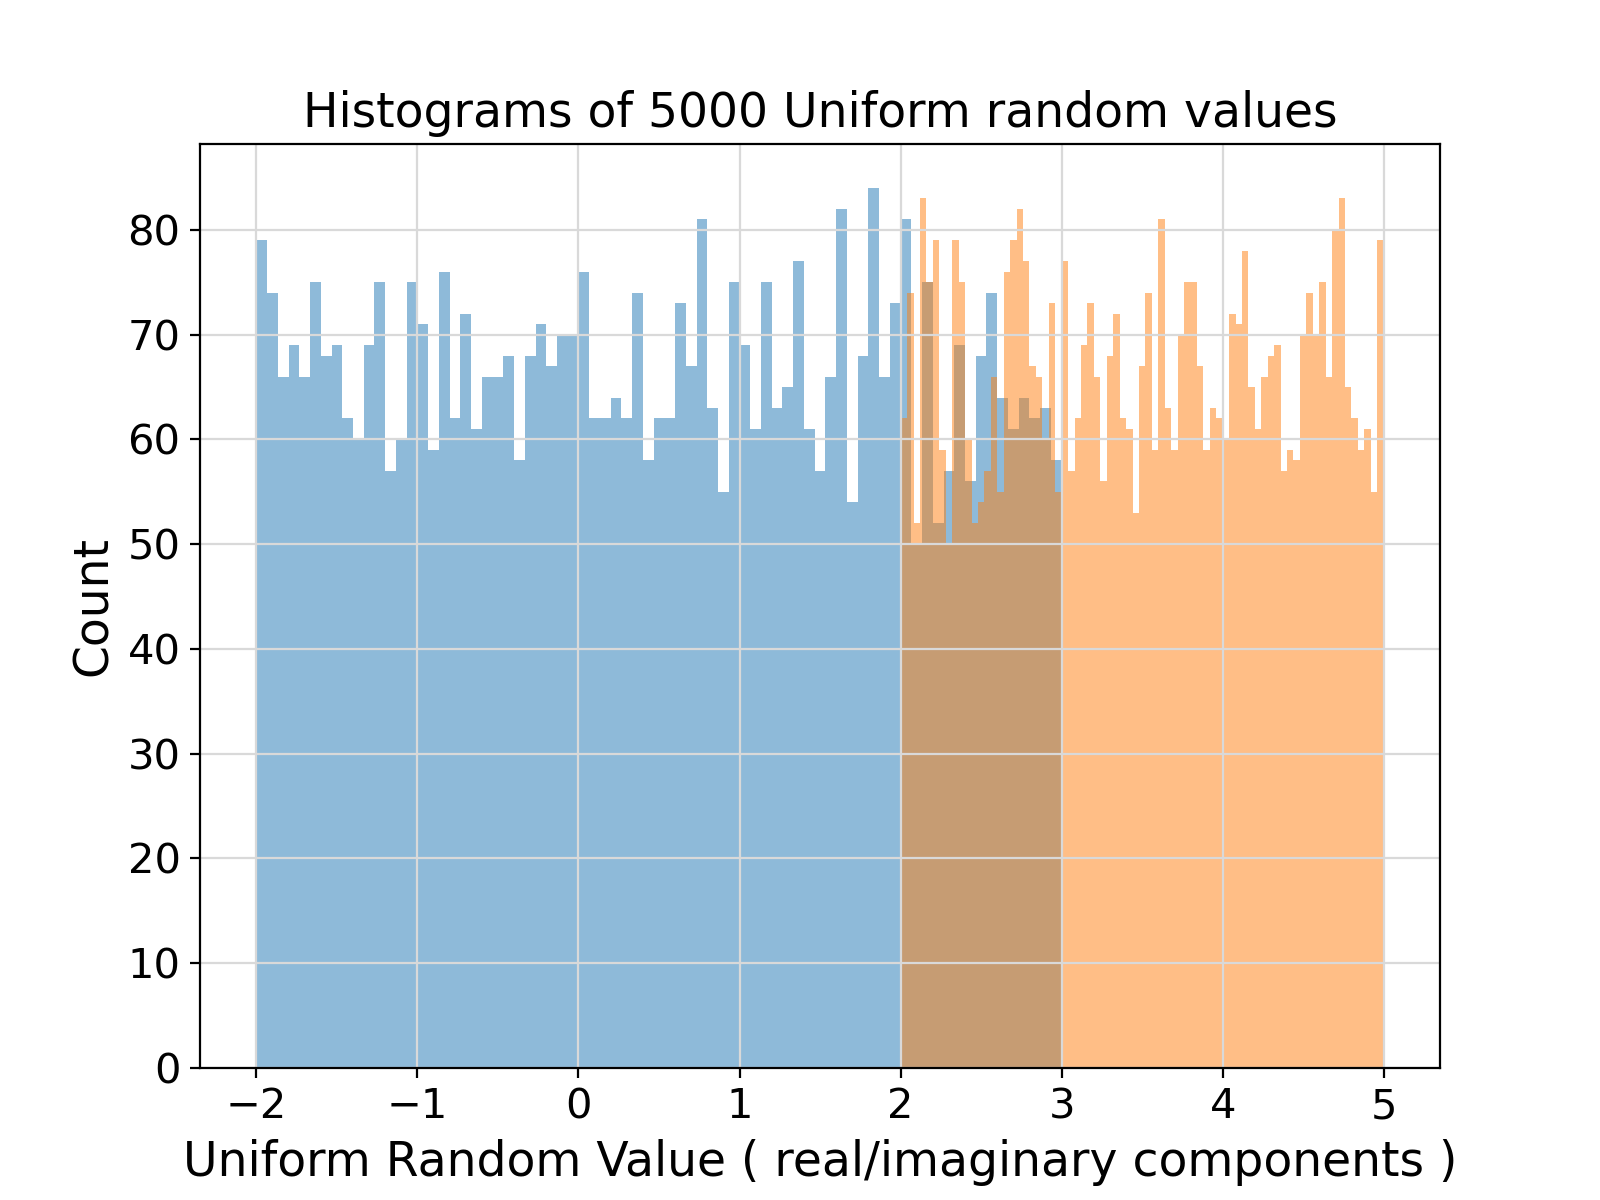 Histograms of 5000 Uniform random values
80
70
60
50
40
30
20
10
0
Count
−2 −1 0 1 2 3 4 5
Uniform Random Value ( real/imaginary components )